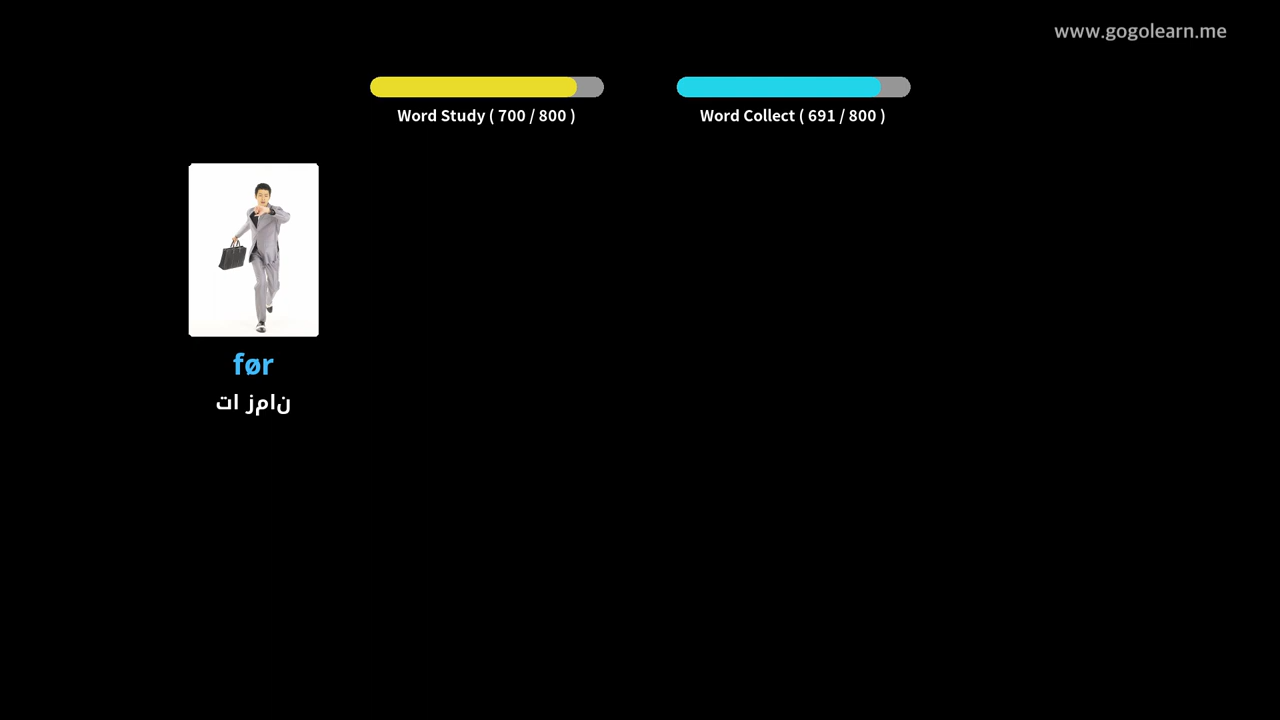 www.gogolearn.me
Word Study ( 700 / 800 )
Word Collect ( 691 / 800 )
før
تا زمان